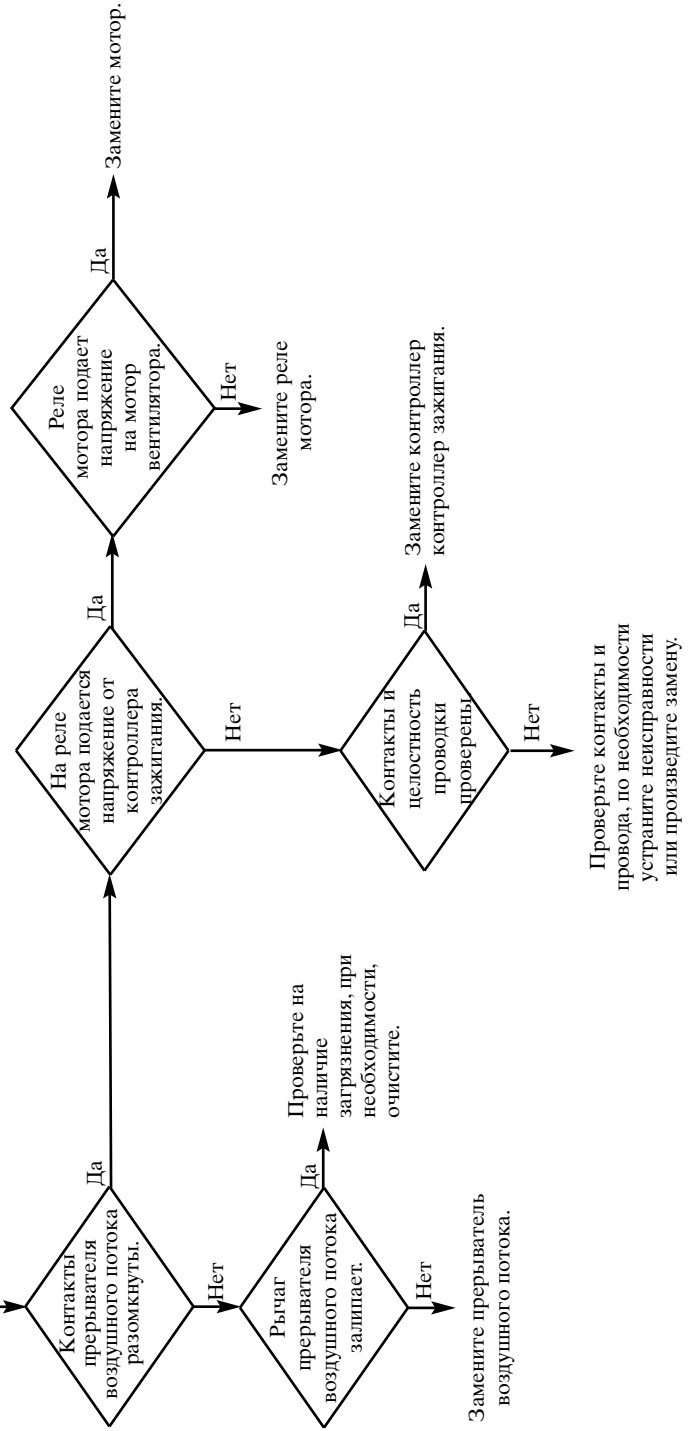 Контакты
прерывателя
воздушного потока
разомкнуты.
Да
Нет
Рычаг
прерывателя
воздушного потока
залипает.
Да
Проверьте на
наличие
загрязнения, при
необходимости,
очистите.
Нет
Замените прерыватель
воздушного потока.
На реле
мотора подается
напряжение от
контроллера
зажигания.
Да
Нет
Контакты и
целостность
проводки
проверены.
Да
Замените контроллер
контроллер зажигания.
Нет
Проверьте контакты и
провода, по необходимости
устраните неисправности
или произведите замену.
Реле
мотора подает
напряжение
на мотор
вентилятора.
Да
Замените мотор.
Нет
Замените реле
мотора.